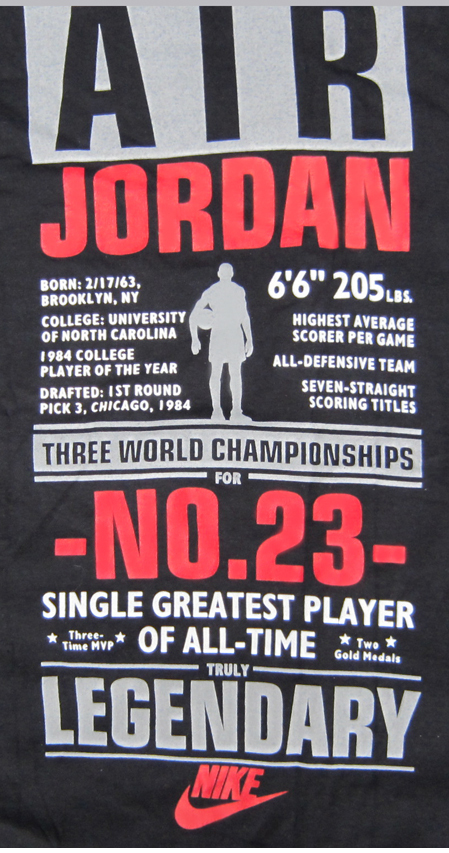 AIR
JORDAN
BORN: 2/17/63,
BROOKLYN, NY
COLLEGE: UNIVERSITY
OF NORTH CAROLINA
1984 COLLEGE
PLAYER OF THE YEAR
DRAFTED: 1ST ROUND
PICK 3, CHICAGO, 1984
6'6" 205LBS.
HIGHEST AVERAGE
SCORER PER GAME
ALL-DEFENSIVE TEAM
SEVEN-STRAIGHT
SCORING TITLES
THREE WORLD CHAMPIONSHIPS
FOR
-NO.23-
SINGLE GREATEST PLAYER
★ Three-
Time MVP ★
OF ALL-TIME
★ Two ★
Gold Medals
TRULY
LEGENDARY
NIKE